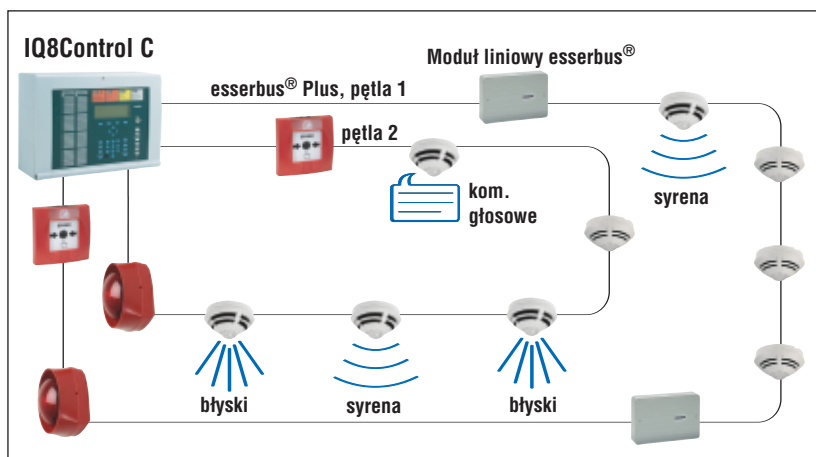 IQ8Control C
Moduł liniowy esserbus®
esserbus® Plus, pętla 1
pętla 2
kom.
głosowe
syrena
błyski
syrena
błyski